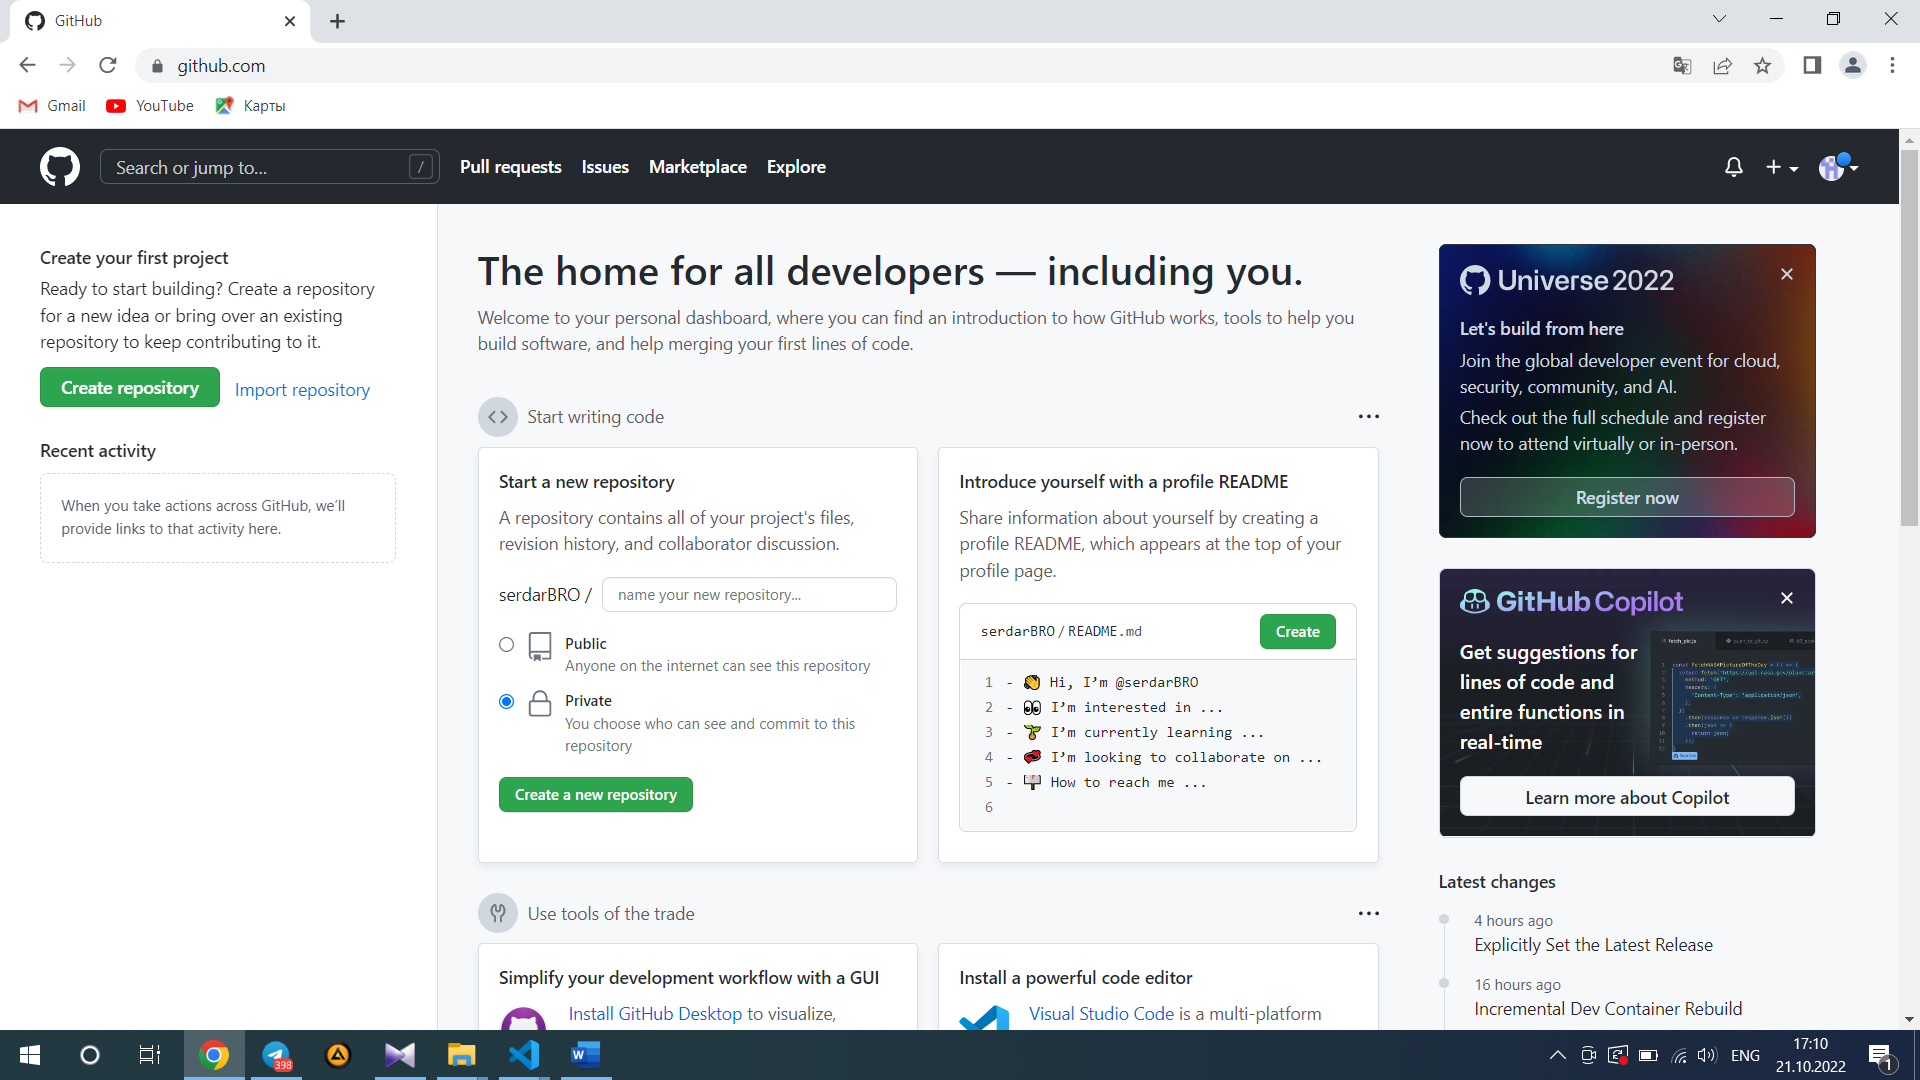 GitHub
github.com
Gmail
YouTube
Карты
Search or jump to...
/
Pull requests
Issues
Marketplace
Explore
Create your first project
Ready to start building? Create a repository
for a new idea or bring over an existing
repository to keep contributing to it.
Create repository
Import repository
Recent activity
When you take actions across GitHub, we'll
provide links to that activity here.
The home for all developers — including you.
Welcome to your personal dashboard, where you can find an introduction to how GitHub works, tools to help you
build software, and help merging your first lines of code.
Start writing code
Start a new repository
A repository contains all of your project's files,
revision history, and collaborator discussion.
serdarBRO /
name your new repository...
Public
Anyone on the internet can see this repository
Private
You choose who can see and commit to this
repository
Create a new repository
Introduce yourself with a profile README
Share information about yourself by creating a
profile README, which appears at the top of your
profile page.
serdarBRO / README.md
Create
1 - 👋 Hi, I’m @serdarBRO
2 - 👀 I’m interested in ...
3 - 🌱 I’m currently learning ...
4 - 💞️ I’m looking to collaborate on ...
5 - 📫 How to reach me ...
6
Use tools of the trade
Simplify your development workflow with a GUI
Install GitHub Desktop to visualize,
Install a powerful code editor
Visual Studio Code is a multi-platform
Universe 2022
Let's build from here
Join the global developer event for cloud,
security, community, and AI.
Check out the full schedule and register
now to attend virtually or in-person.
Register now
GitHub Copilot
Get suggestions for
lines of code and
entire functions in
real-time
Learn more about Copilot
Latest changes
4 hours ago
Explicitly Set the Latest Release
16 hours ago
Incremental Dev Container Rebuild
398
ENG
17:10
21.10.2022
1